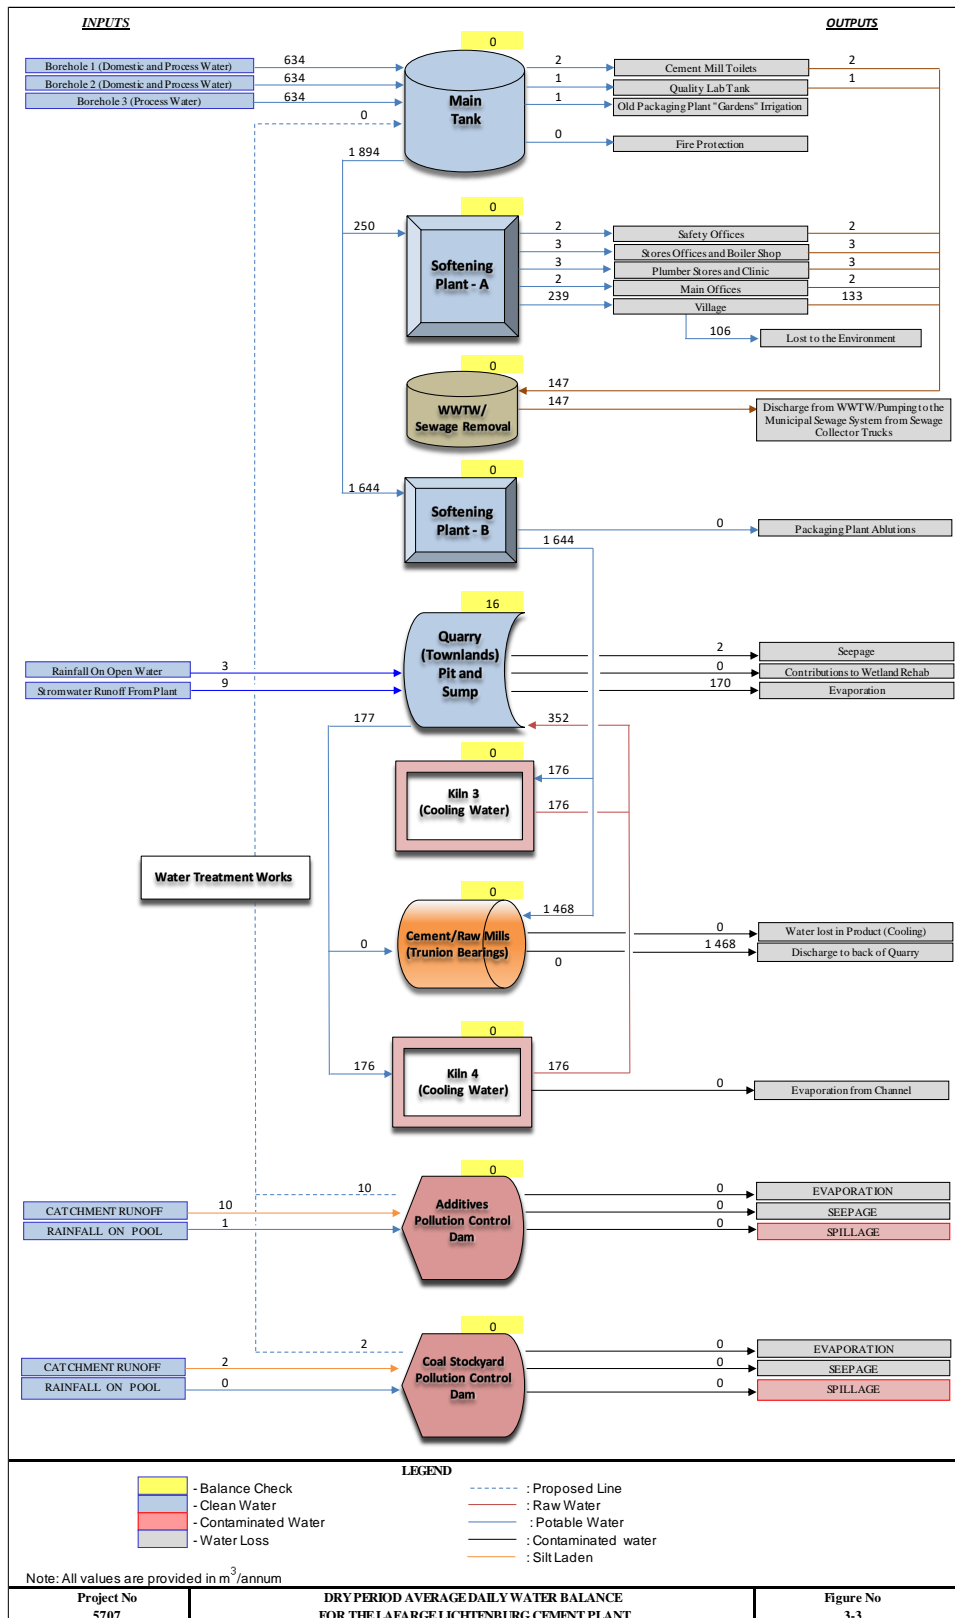 INPUTS
OUTPUTS
0
Borehole 1 (Domestic and Process Water)
634
Borehole 2 (Domestic and Process Water)
634
Borehole 3 (Process Water)
634
0
Main
Tank
2
Cement Mill Toilets
2
1
Quality Lab Tank
1
1
Old Packaging Plant "Gardens" Irrigation
0
Fire Protection
1 894
0
250
Softening
Plant - A
2
Safety Offices
2
3
Stores Offices and Boiler Shop
3
3
Plumber Stores and Clinic
3
2
Main Offices
2
239
Village
133
106
Lost to the Environment
0
WWTW/
Sewage Removal
147
147
Discharge from WWTW/Pumping to the
Municipal Sewage System from Sewage
Collector Trucks
0
1 644
Softening
Plant - B
0
Packaging Plant Ablutions
1 644
16
Quarry
(Townlands)
Pit and
Sump
Rainfall On Open Water
3
Stromwater Runoff From Plant
9
2
Seepage
0
Contributions to Wetland Rehab
170
Evaporation
177
352
0
Kiln 3
(Cooling Water)
176
176
Water Treatment Works
0
1 468
Cement/Raw Mills
(Trunion Bearings)
0
0
Water lost in Product (Cooling)
1 468
Discharge to back of Quarry
0
0
176
Kiln 4
(Cooling Water)
176
0
Evaporation from Channel
0
10
Additives
Pollution Control
Dam
CATCHMENT RUNOFF
10
RAINFALL ON POOL
1
0
EVAPORATION
0
SEEPAGE
0
SPILLAGE
0
2
Coal Stockyard
Pollution Control
Dam
CATCHMENT RUNOFF
2
RAINFALL ON POOL
0
0
EVAPORATION
0
SEEPAGE
0
SPILLAGE
LEGEND
- Balance Check
- Clean Water
- Contaminated Water
- Water Loss
: Proposed Line
: Raw Water
: Potable Water
: Contaminated water
: Silt Laden
Note: All values are provided in m3/annum
Project No
5707
DRY PERIOD AVERAGE DAILY WATER BALANCE
FOR THE LAFARGE LICHTENBURG CEMENT PLANT
Figure No
3-3